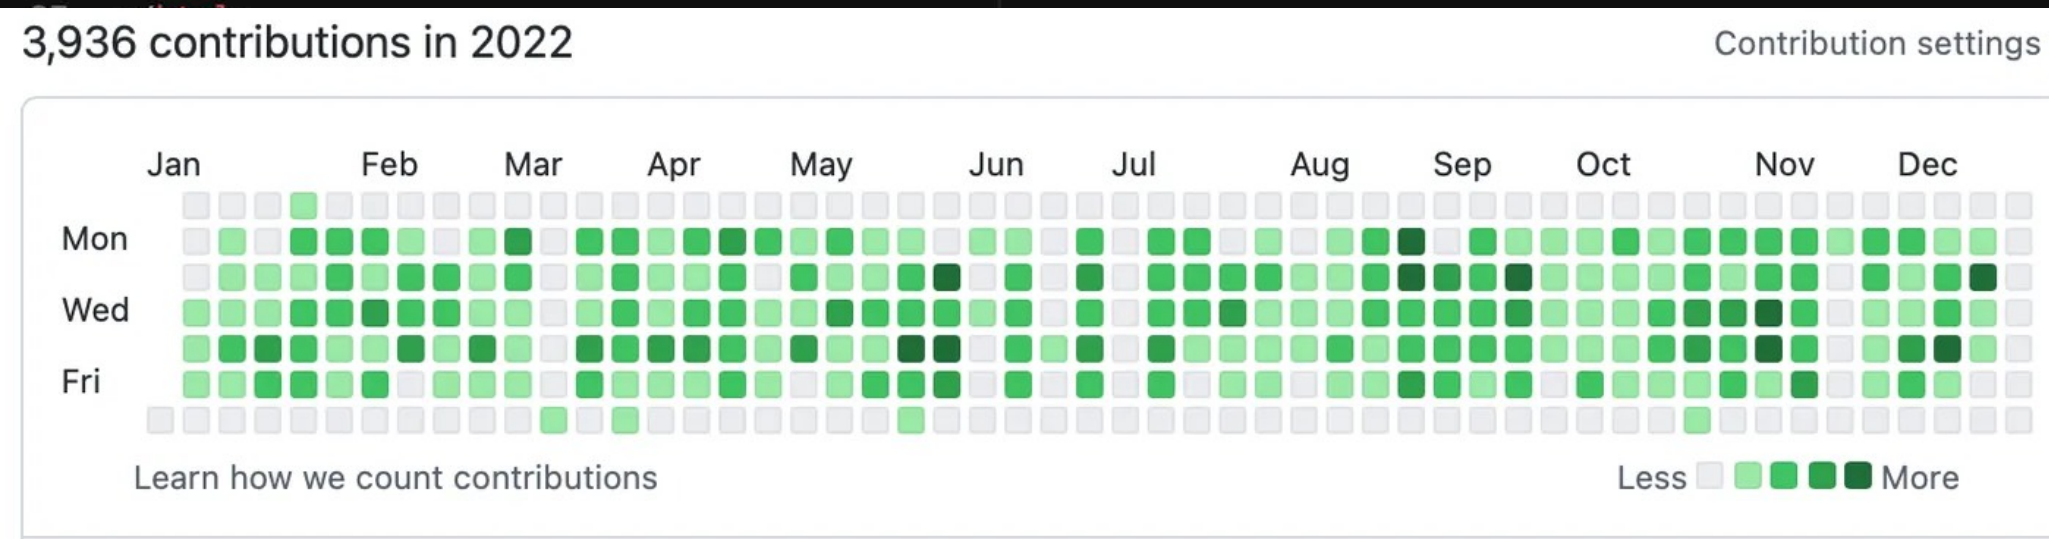 3,936 contributions in 2022
Contribution settings
Jan Feb Mar Apr May Jun Jul Aug Sep Oct Nov Dec
Mon
Wed
Fri
Learn how we count contributions
Less More